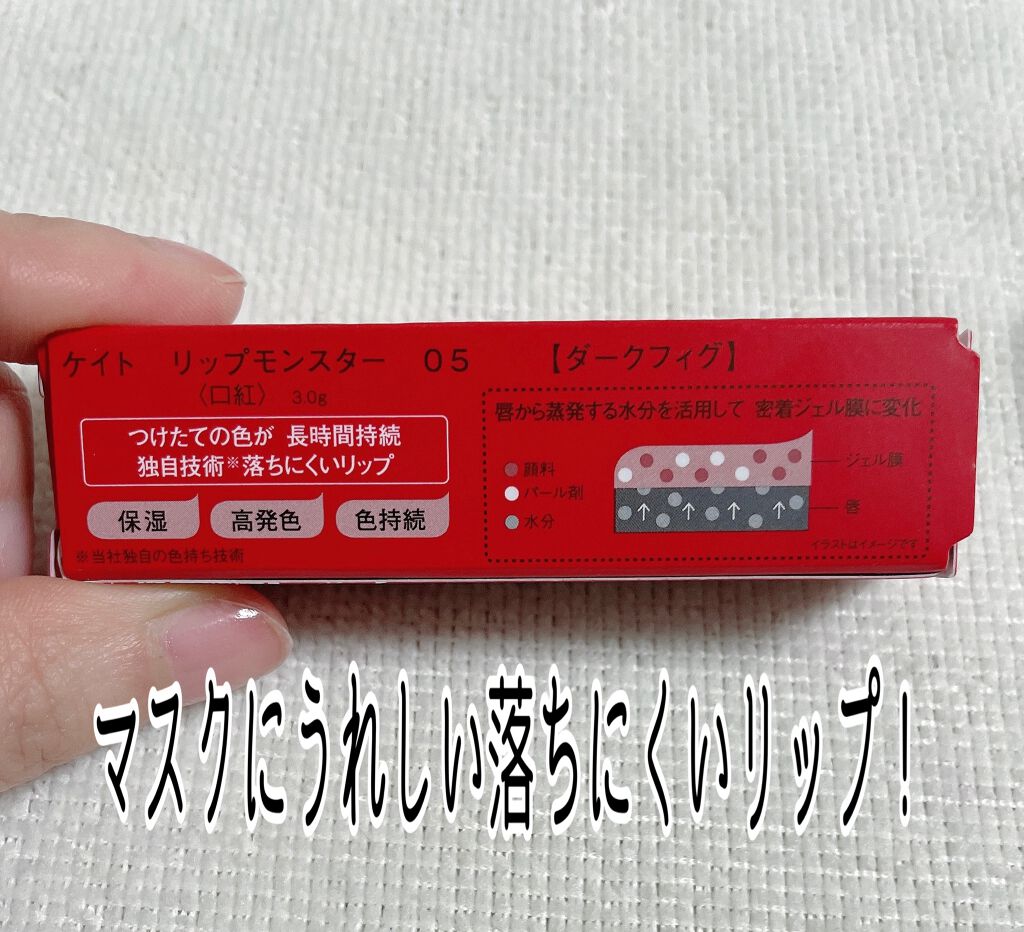 ケイト リップモンスター 05 【ダークフィグ】
〈口紅〉 3.0g
つけたての色が 長時間持続
独自技術※落ちにくいリップ
保湿 高発色 色持続
※当社独自の色持ち技術
唇から蒸発する水分を活用して 密着ジェル膜に変化
顔料
パール剤
水分
ジェル膜
唇
イラストはイメージです
マスクにうれしい落ちにくいリップ!